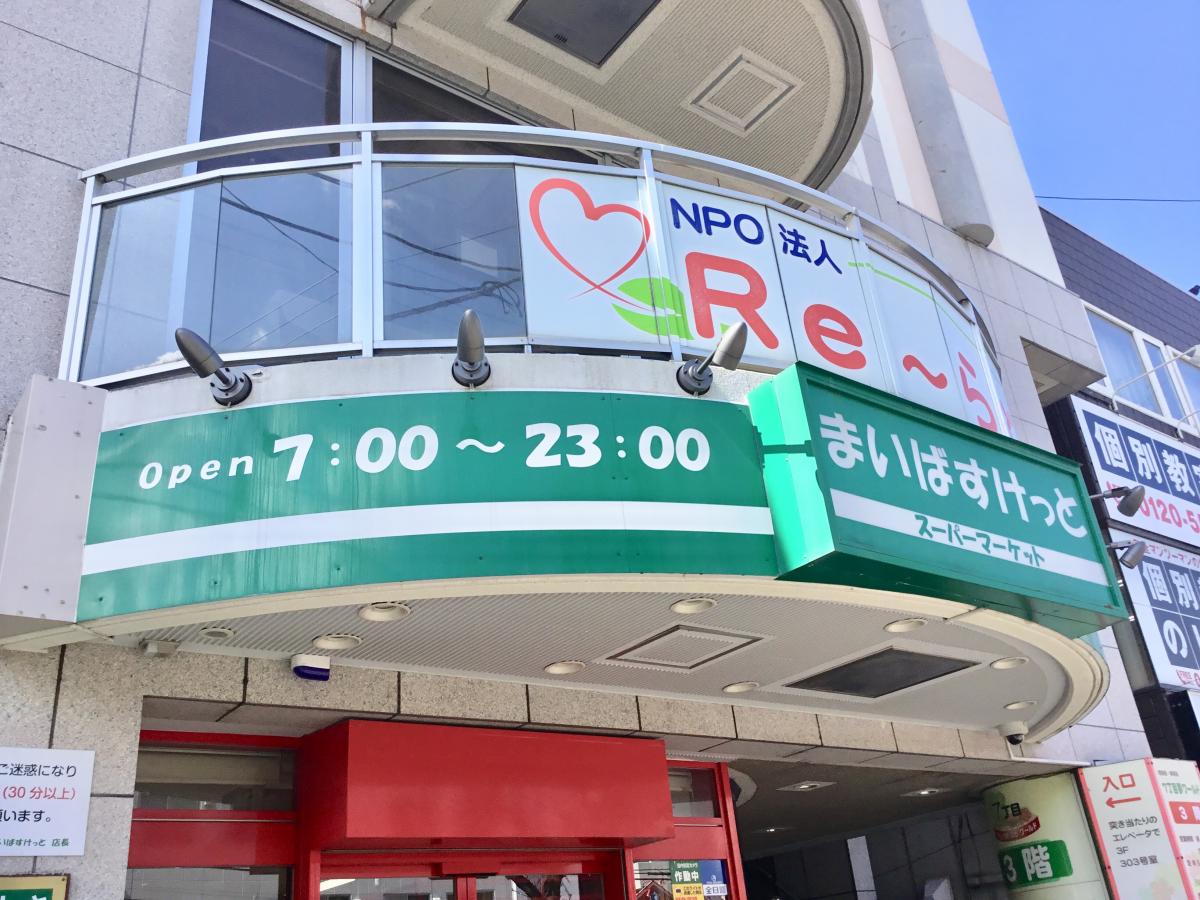 NPO 法人
Re～ら
Open 7:00～23:00
まいばすけっと
スーパーマーケット
個別教
0120-5
個別
の
ご迷惑になり
(30分以上)
います。
いばすけっと 店長
作動中
全日
7丁目
3階
入口
←
突き当たりの
エレベータで
3F
303号室
3